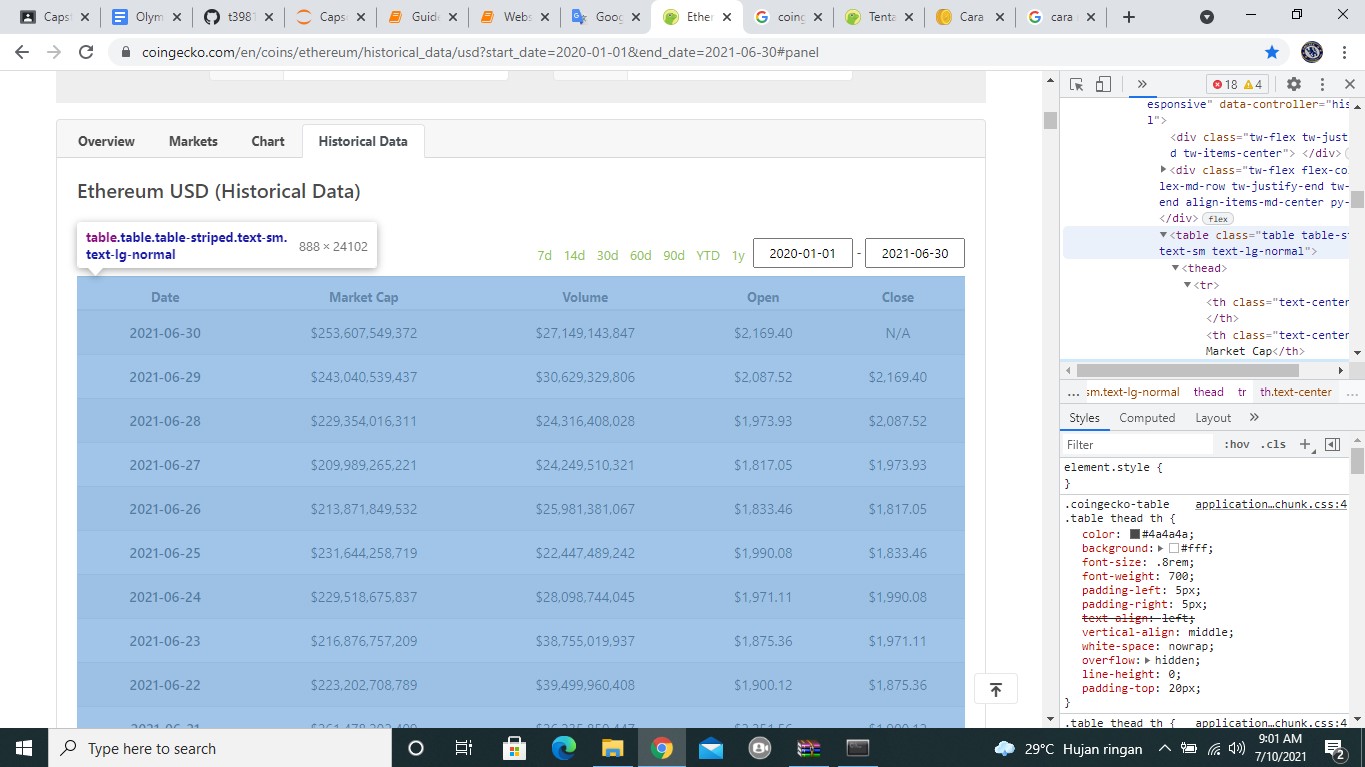 Capst
Olym
t3981
Capst
Guid
Webs
Goog
Ether
coing
Tenta
Cara
cara
coingecko.com/en/coins/ethereum/historical_data/usd?start_date=2020-01-01&end_date=2021-06-30#panel
Overview Markets Chart Historical Data
Ethereum USD (Historical Data)
table.table.table-striped.text-sm.
text-lg-normal
888 × 24102
7d 14d 30d 60d 90d YTD 1y 2020-01-01 - 2021-06-30
Date Market Cap Volume Open Close
2021-06-30 $253,607,549,372 $27,149,143,847 $2,169.40 N/A
2021-06-29 $243,040,539,437 $30,629,329,806 $2,087.52 $2,169.40
2021-06-28 $229,354,016,311 $24,316,408,028 $1,973.93 $2,087.52
2021-06-27 $209,989,265,221 $24,249,510,321 $1,817.05 $1,973.93
2021-06-26 $213,871,849,532 $25,981,381,067 $1,833.46 $1,817.05
2021-06-25 $231,644,258,719 $22,447,489,242 $1,990.08 $1,833.46
2021-06-24 $229,518,675,837 $28,098,744,045 $1,971.11 $1,990.08
2021-06-23 $216,876,757,209 $38,755,019,937 $1,875.36 $1,971.11
2021-06-22 $223,202,708,789 $39,499,960,408 $1,900.12 $1,875.36
18 4
esponsive" data-controller="his
l">
<div class="tw-flex tw-just
d tw-items-center"> </div>
<div class="tw-flex flex-co
lex-md-row tw-justify-end tw-
end align-items-md-center py-
</div> flex
<table class="table table-st
text-sm text-lg-normal">
<thead>
<tr>
<th class="text-center
</th>
<th class="text-center
Market Cap</th>
... sm.text-lg-normal thead tr th.text-center ...
Styles Computed Layout »
Filter :hov .cls +
element.style {
}
.coingecko-table application…chunk.css:4
.table thead th {
color: #4a4a4a;
background: #fff;
font-size: .8rem;
font-weight: 700;
padding-left: 5px;
padding-right: 5px;
text-align: left;
vertical-align: middle;
white-space: nowrap;
overflow: hidden;
line-height: 0;
padding-top: 20px;
}
.table thead th { application…chunk.css:4
Type here to search
29°C Hujan ringan
9:01 AM
7/10/2021
2